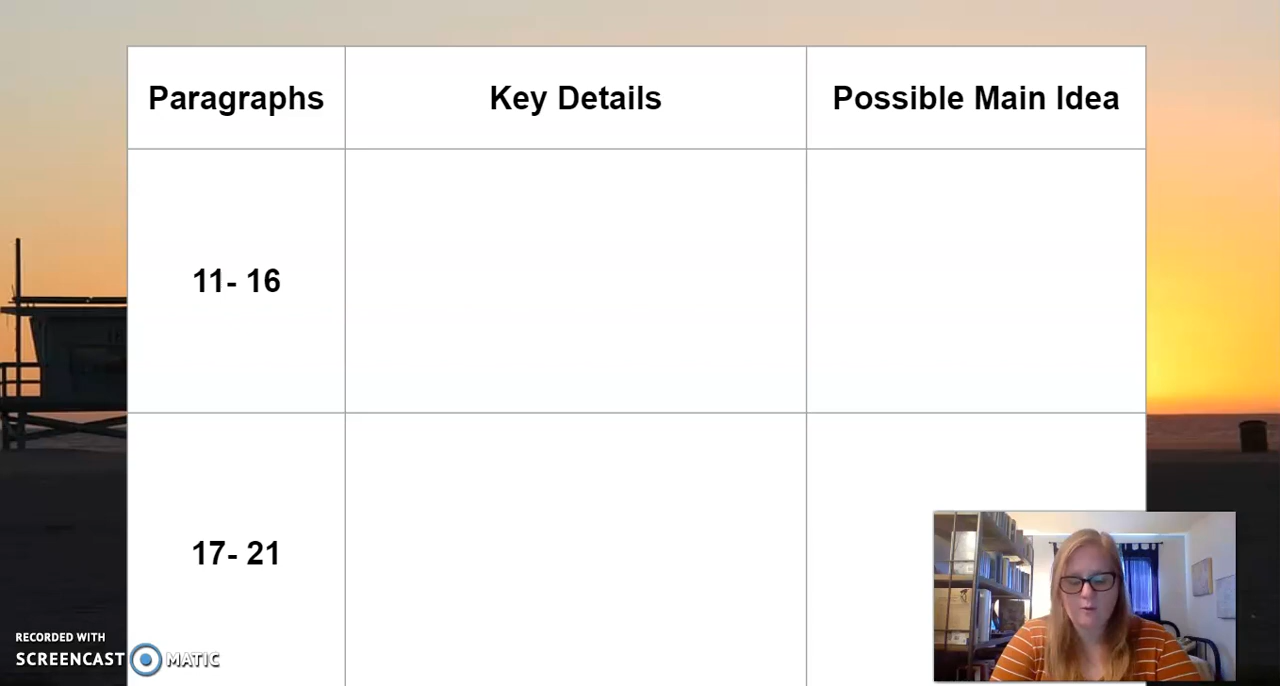 Paragraphs Key Details Possible Main Idea
11- 16
17- 21
RECORDED WITH
SCREENCAST MATIC